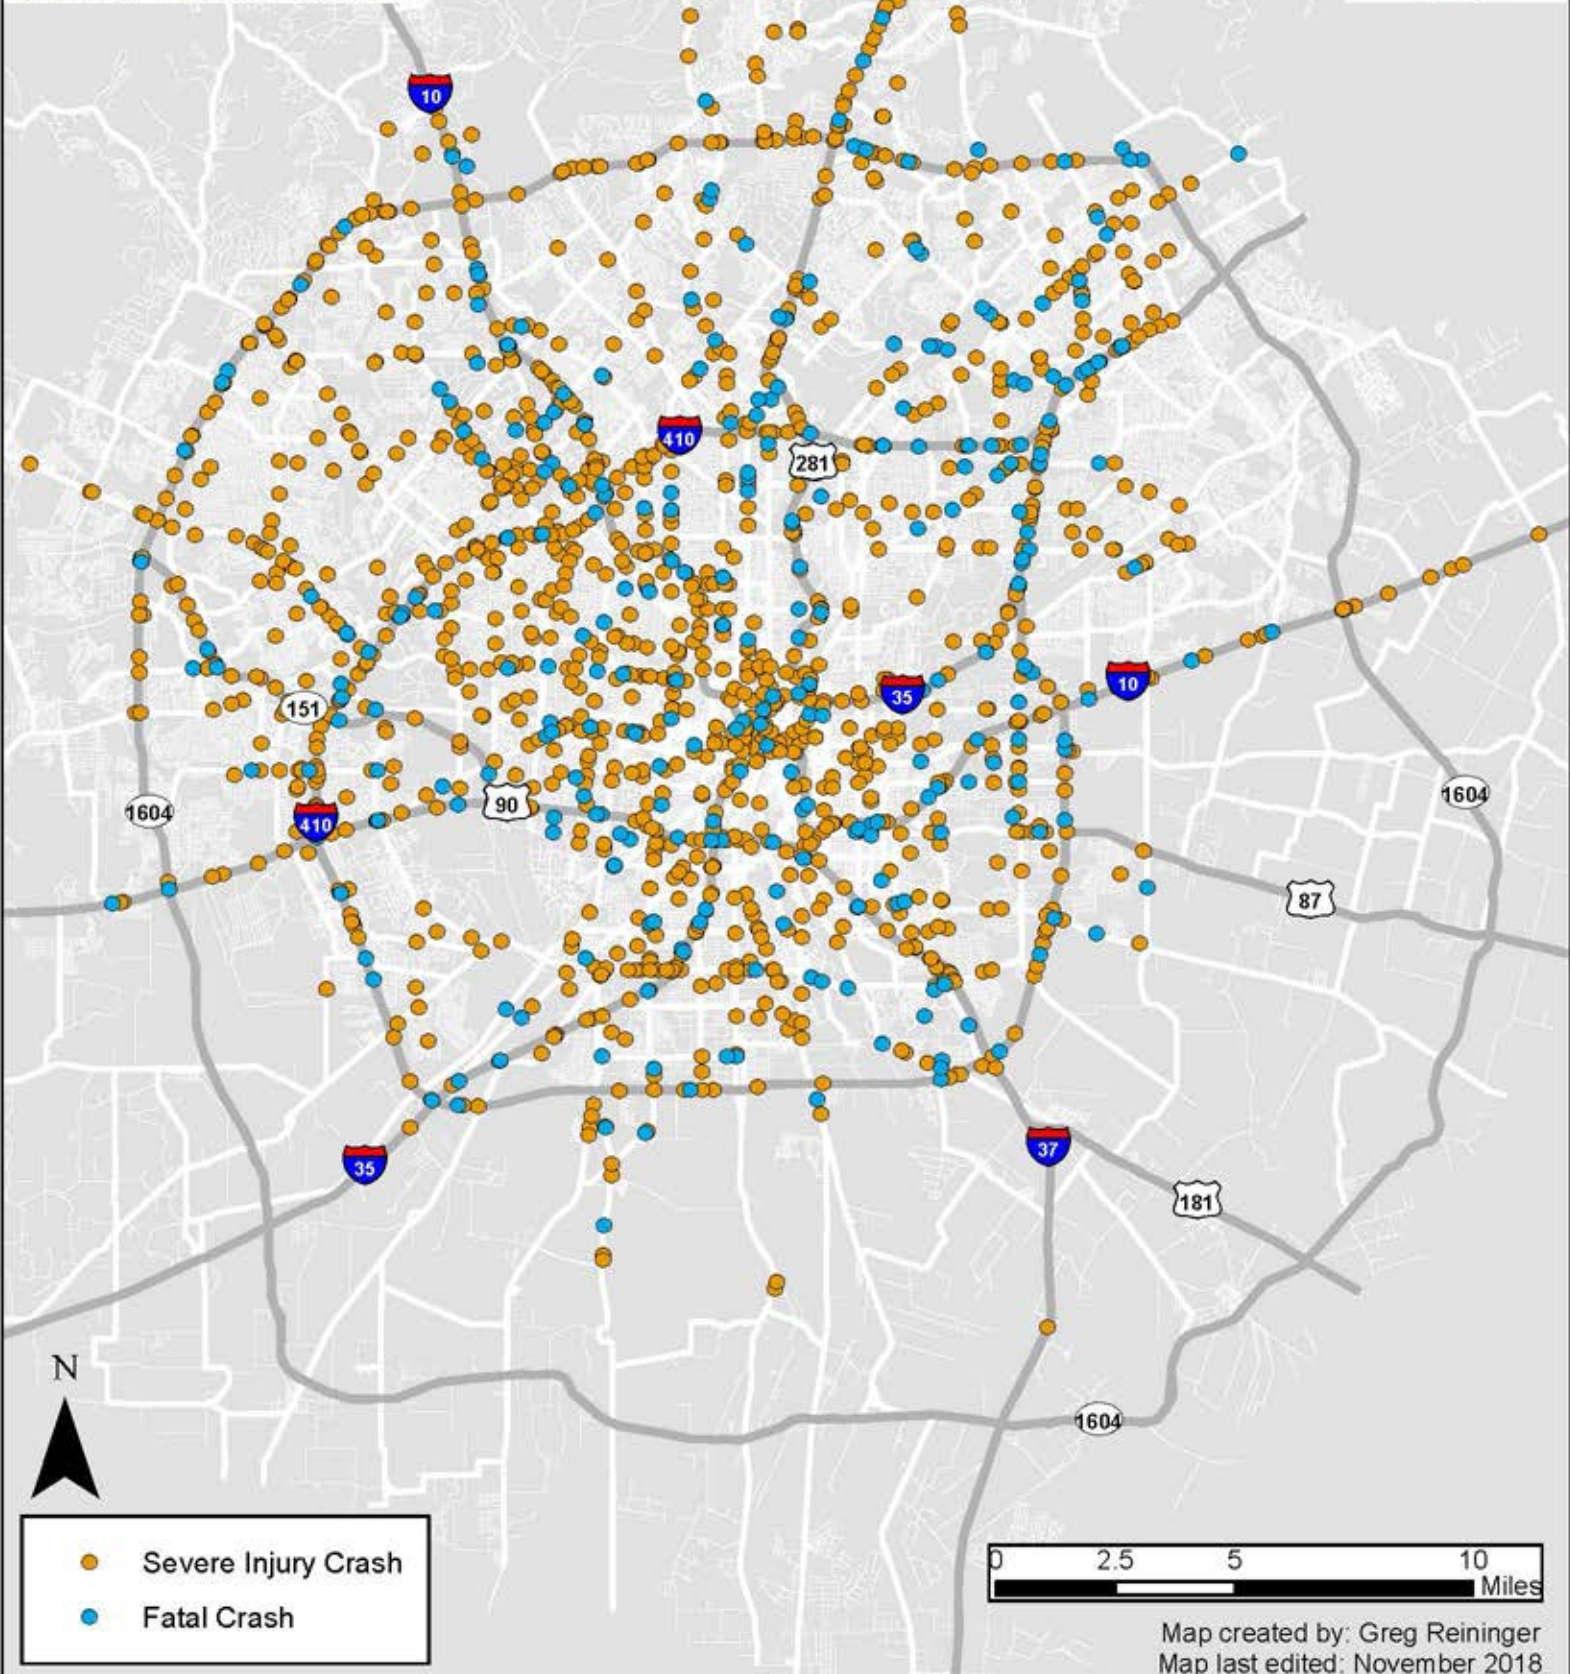 10
410
281
35
10
151
1604
90
410
1604
87
37
35
181
N
1604
Severe Injury Crash
Fatal Crash
0 2.5 5 10
Miles
Map created by: Greg Reininger
Map last edited: November 2018